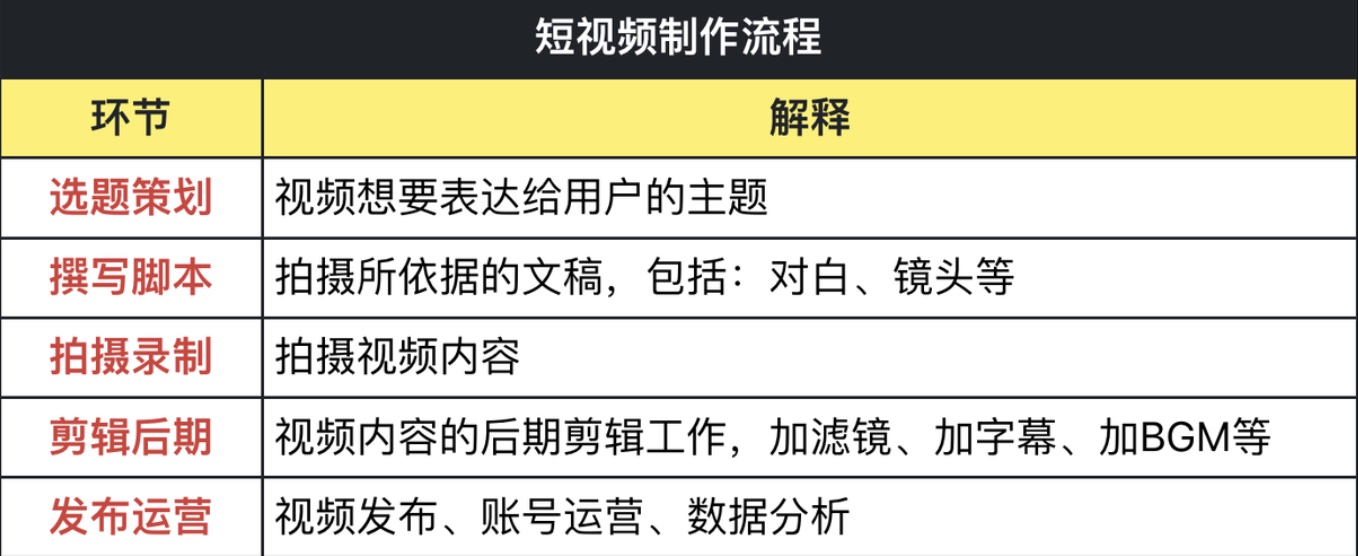 短视频制作流程
环节 解释
选题策划 视频想要表达给用户的主题
撰写脚本 拍摄所依据的文稿，包括：对白、镜头等
拍摄录制 拍摄视频内容
剪辑后期 视频内容的后期剪辑工作，加滤镜、加字幕、加BGM等
发布运营 视频发布、账号运营、数据分析